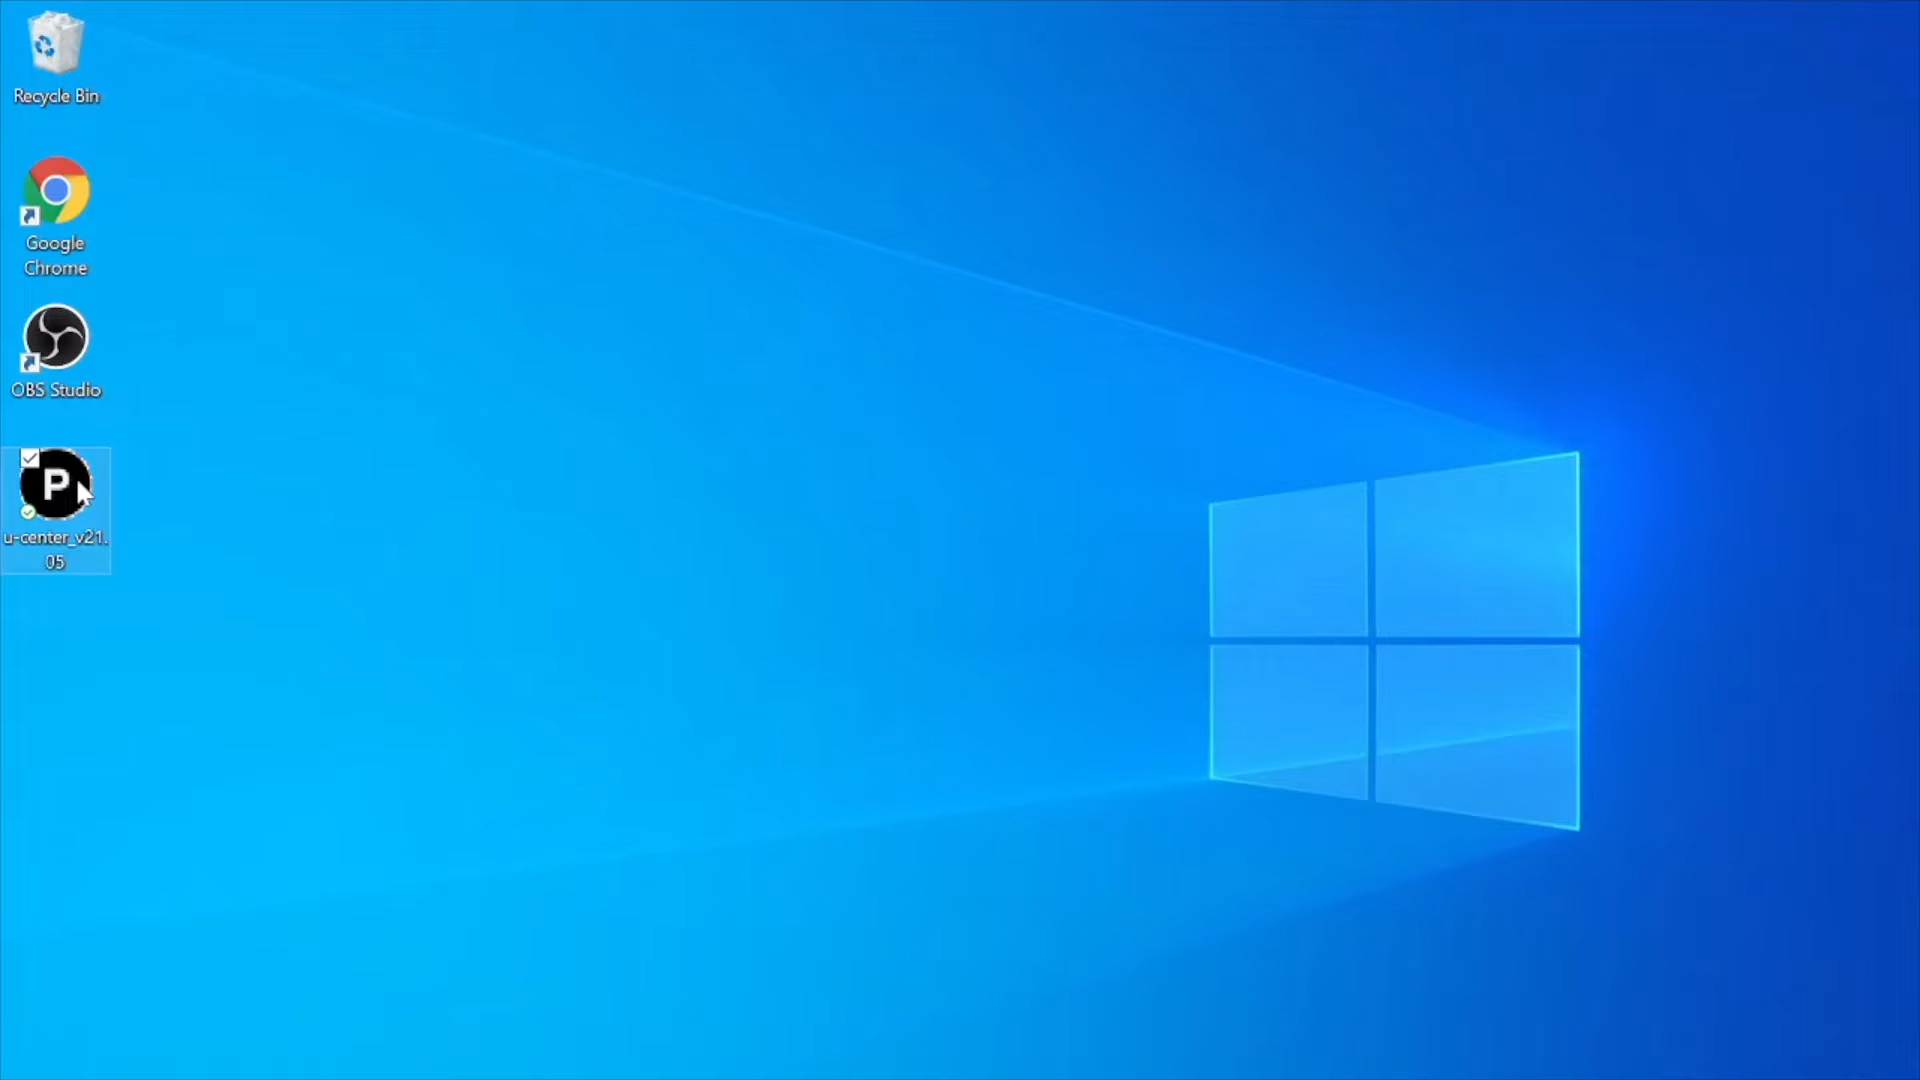 Recycle Bin
Google
Chrome
OBS Studio
P
u-center_v21.
05